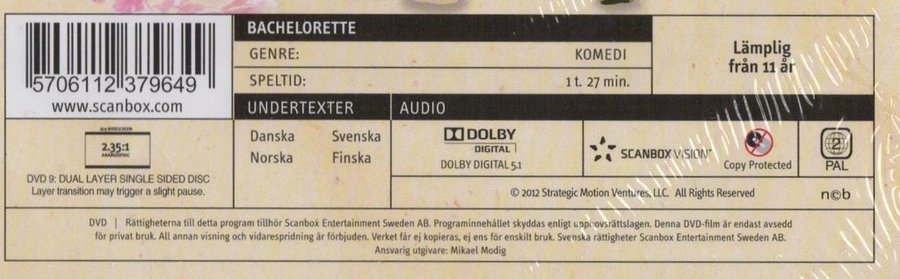 BACHELORETTE
GENRE: KOMEDI
SPELTID: 1 t. 27 min.
Lämplig
från 11 år
5706112 379649
www.scanbox.com
UNDERTEXTER
Danska Svenska
Norska Finska
AUDIO
DOLBY
DIGITAL
DOLBY DIGITAL 5.1
SCANBOX VISION
Copy Protected
2
PAL
16:9 WIDESCREEN
2.35:1
ANAMORPHIC
DVD 9: DUAL LAYER SINGLE SIDED DISC
Layer transition may trigger a slight pause.
© 2012 Strategic Motion Ventures, LLC. All Rights Reserved
n©b
DVD | Rättigheterna till detta program tillhör Scanbox Entertainment Sweden AB. Programinnehållet skyddas enligt upphovsrättslagen. Denna DVD-film är endast avsedd
för privat bruk. All annan visning och vidarespridning är förbjuden. Verket får ej kopieras, ej ens för enskilt bruk. Svenska rättigheter Scanbox Entertainment Sweden AB.
Ansvarig utgivare: Mikael Modig